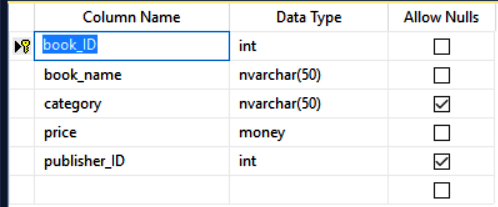 Column Name Data Type Allow Nulls
book_ID int
book_name nvarchar(50)
category nvarchar(50)
price money
publisher_ID int